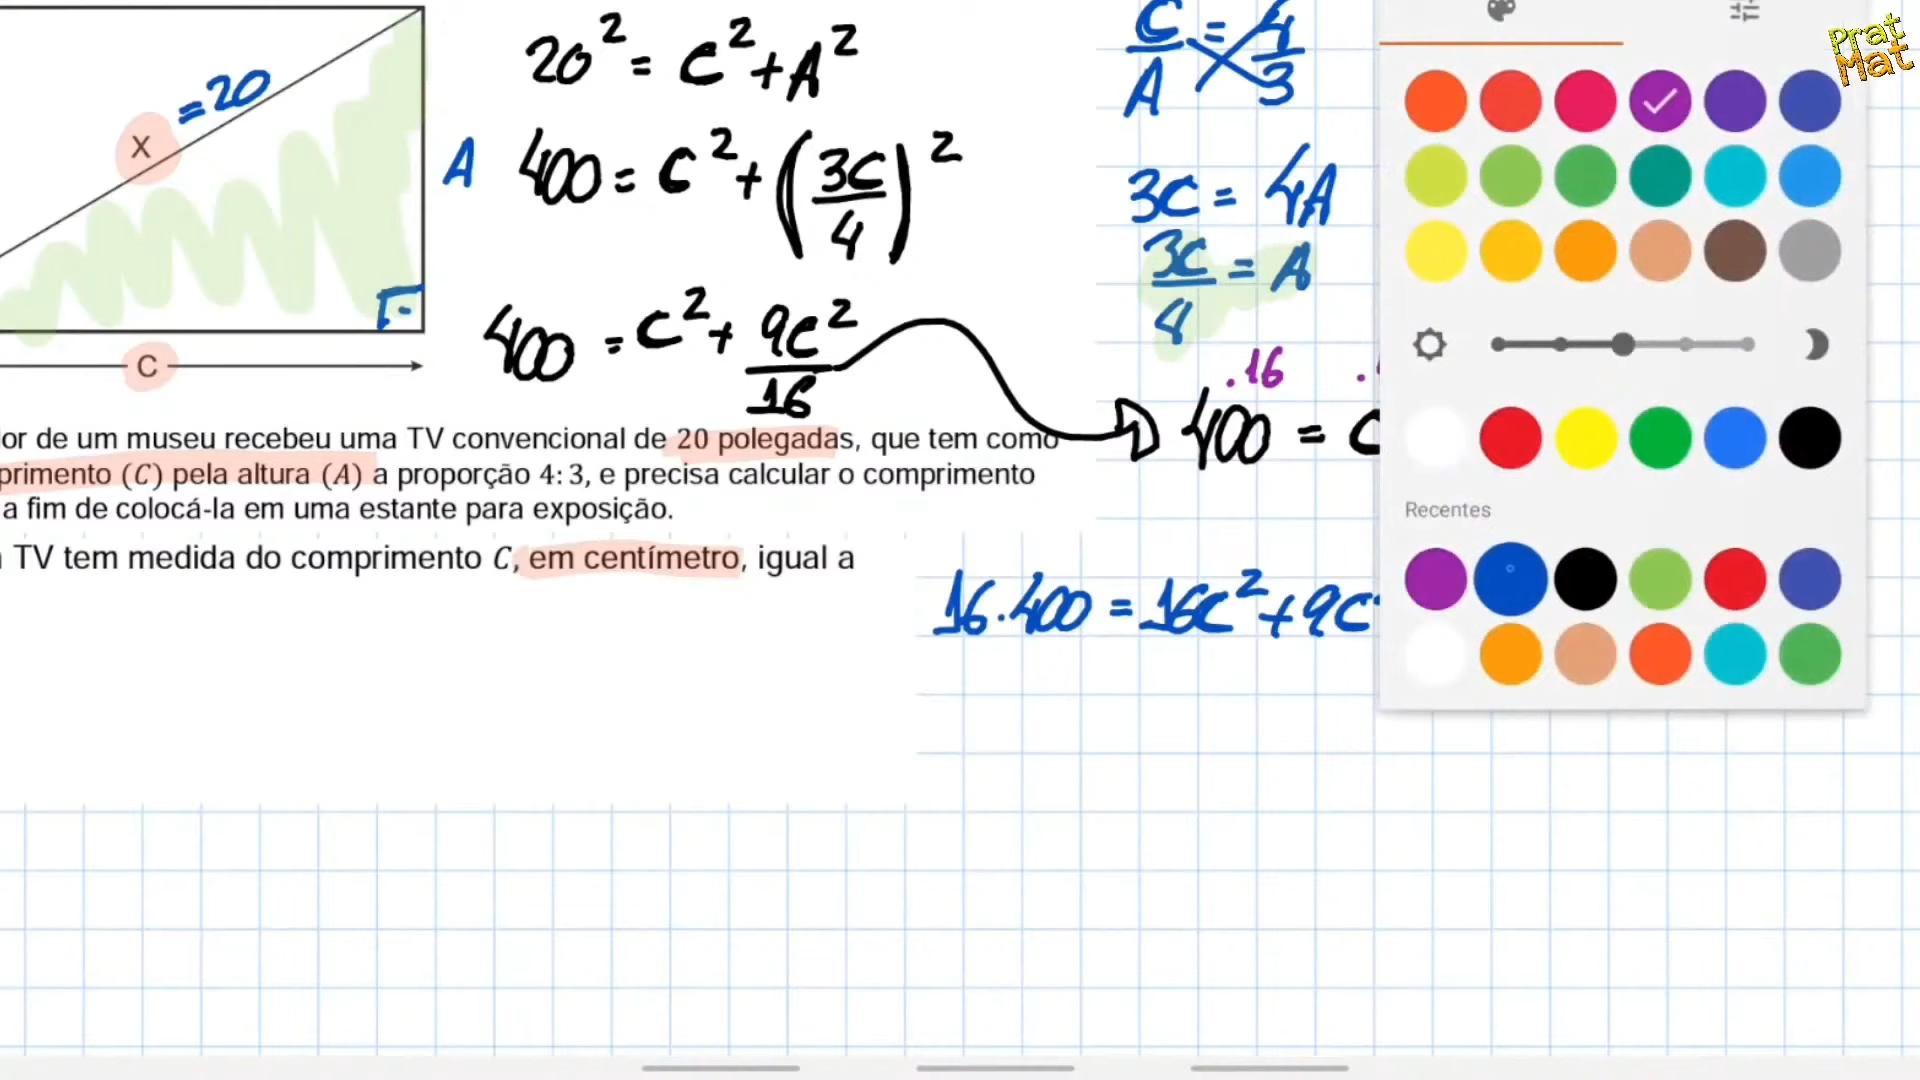 X = 20
A
C
20² = C² + A²
400 = C² + (3C/4)²
400 = C² + 9C²/16
C/A = 4/3
3C = 4A
3C/4 = A
.16 .
400 = C
or de um museu recebeu uma TV convencional de 20 polegadas, que tem como
primento (C) pela altura (A) a proporção 4:3, e precisa calcular o comprimento
a fim de colocá-la em uma estante para exposição.
TV tem medida do comprimento C, em centímetro, igual a
16.400 = 16C² + 9C
Recentes
Prat
Mat